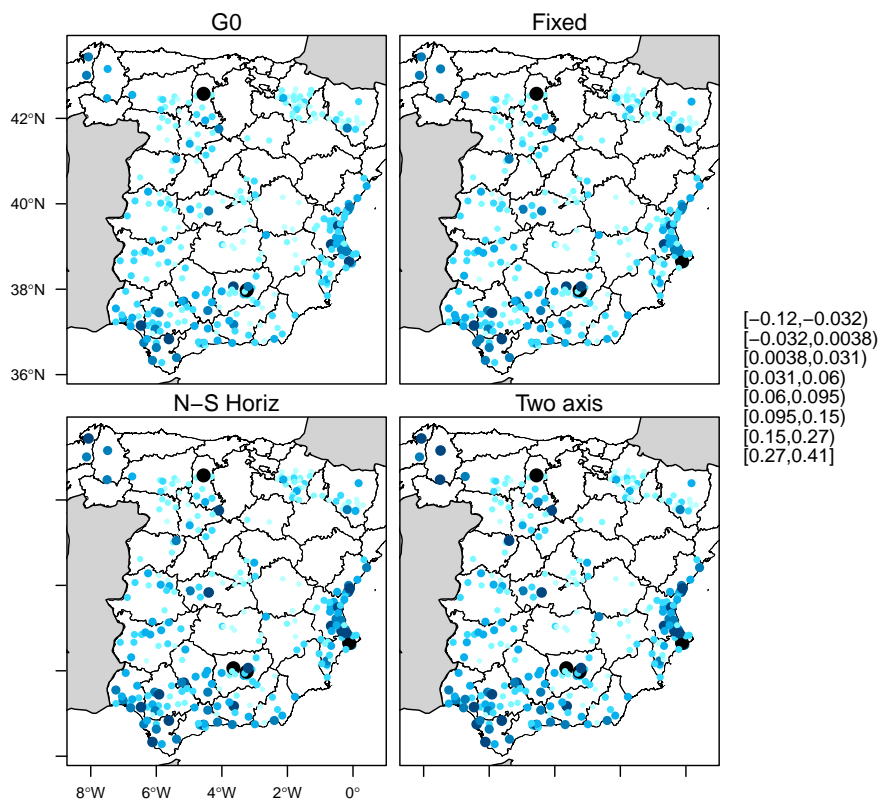 G0
Fixed
42°N
40°N
38°N
36°N
N−S Horiz
Two axis
8°W
6°W
4°W
2°W
0°
[−0.12,−0.032)
[−0.032,0.0038)
[0.0038,0.031)
[0.031,0.06)
[0.06,0.095)
[0.095,0.15)
[0.15,0.27)
[0.27,0.41]